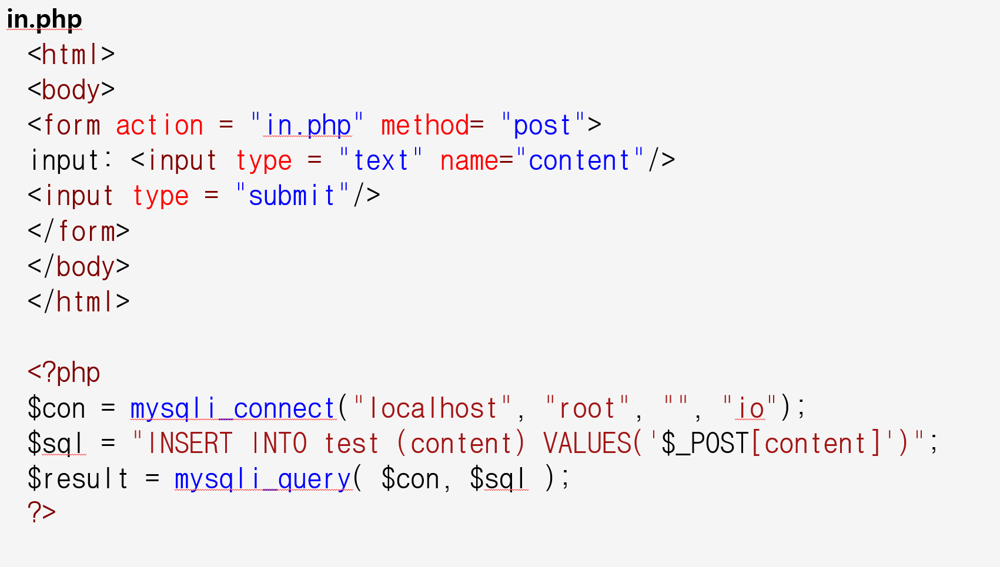 in.php
<html>
<body>
<form action = "in.php" method= "post">
input: <input type = "text" name="content"/>
<input type = "submit"/>
</form>
</body>
</html>
<?php
$con = mysqli_connect("localhost", "root", "", "io");
$sql = "INSERT INTO test (content) VALUES('$_POST[content]')";
$result = mysqli_query( $con, $sql );
?>